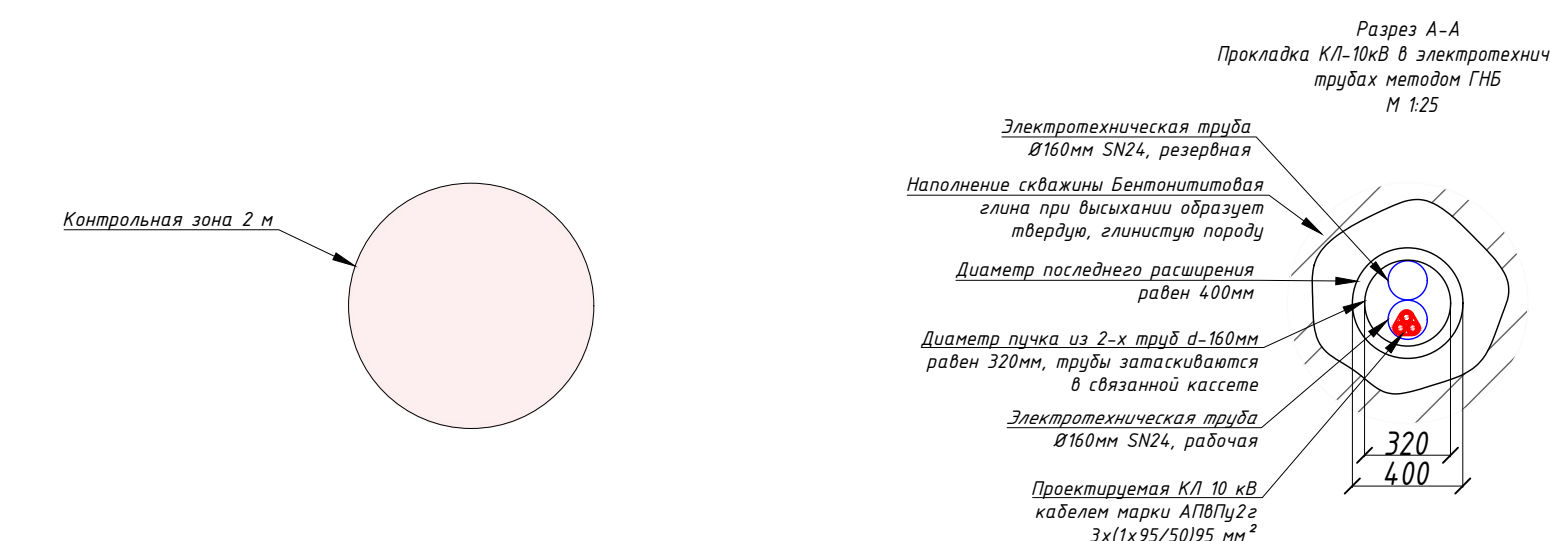 Разрез А-А
Прокладка КЛ-10кВ в электротехнич
трубах методом ГНБ
М 1:25
Контрольная зона 2 м
Электротехническая труба
Ø160мм SN24, резервная
Наполнение скважины Бентонититовая
глина при высыхании образует
твердую, глинистую породу
Диаметр последнего расширения
равен 400мм
Диаметр пучка из 2-х труб d-160мм
равен 320мм, трубы затаскиваются
в связанной кассете
Электротехническая труба
Ø160мм SN24, рабочая
Проектируемая КЛ 10 кВ
кабелем марки АПвПу2г
3х(1х95/50)95 мм²
320
400